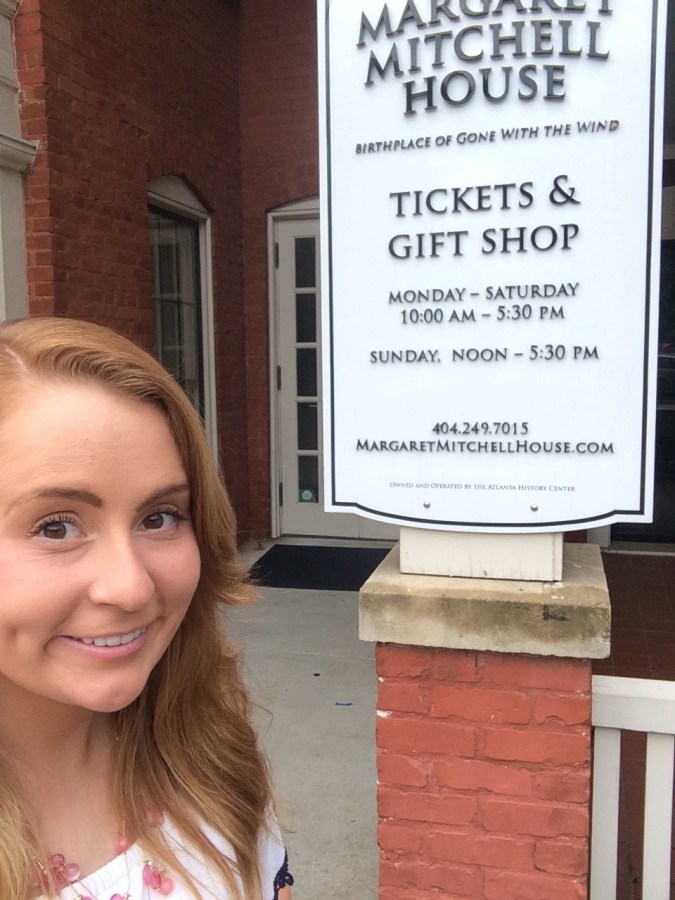 MARGARET
MITCHELL
HOUSE
BIRTHPLACE OF GONE WITH THE WIND
TICKETS &
GIFT SHOP
MONDAY – SATURDAY
10:00 AM – 5:30 PM
SUNDAY, NOON – 5:30 PM
404.249.7015
MARGARETMITCHELLHOUSE.COM
OWNED AND OPERATED BY THE ATLANTA HISTORY CENTER